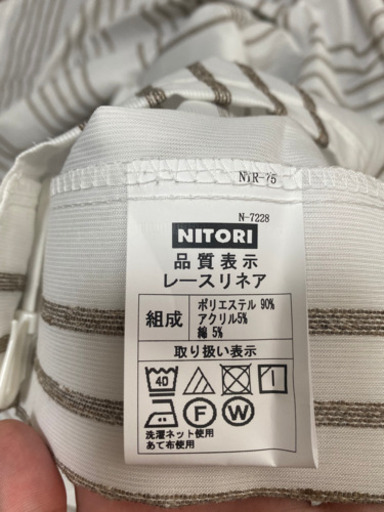 NTR-75
N-7228
NITORI
品質表示
レースリネア
組成
ポリエステル 90%
アクリル5%
綿 5%
取り扱い表示
40
F W
洗濯ネット使用
あて布使用